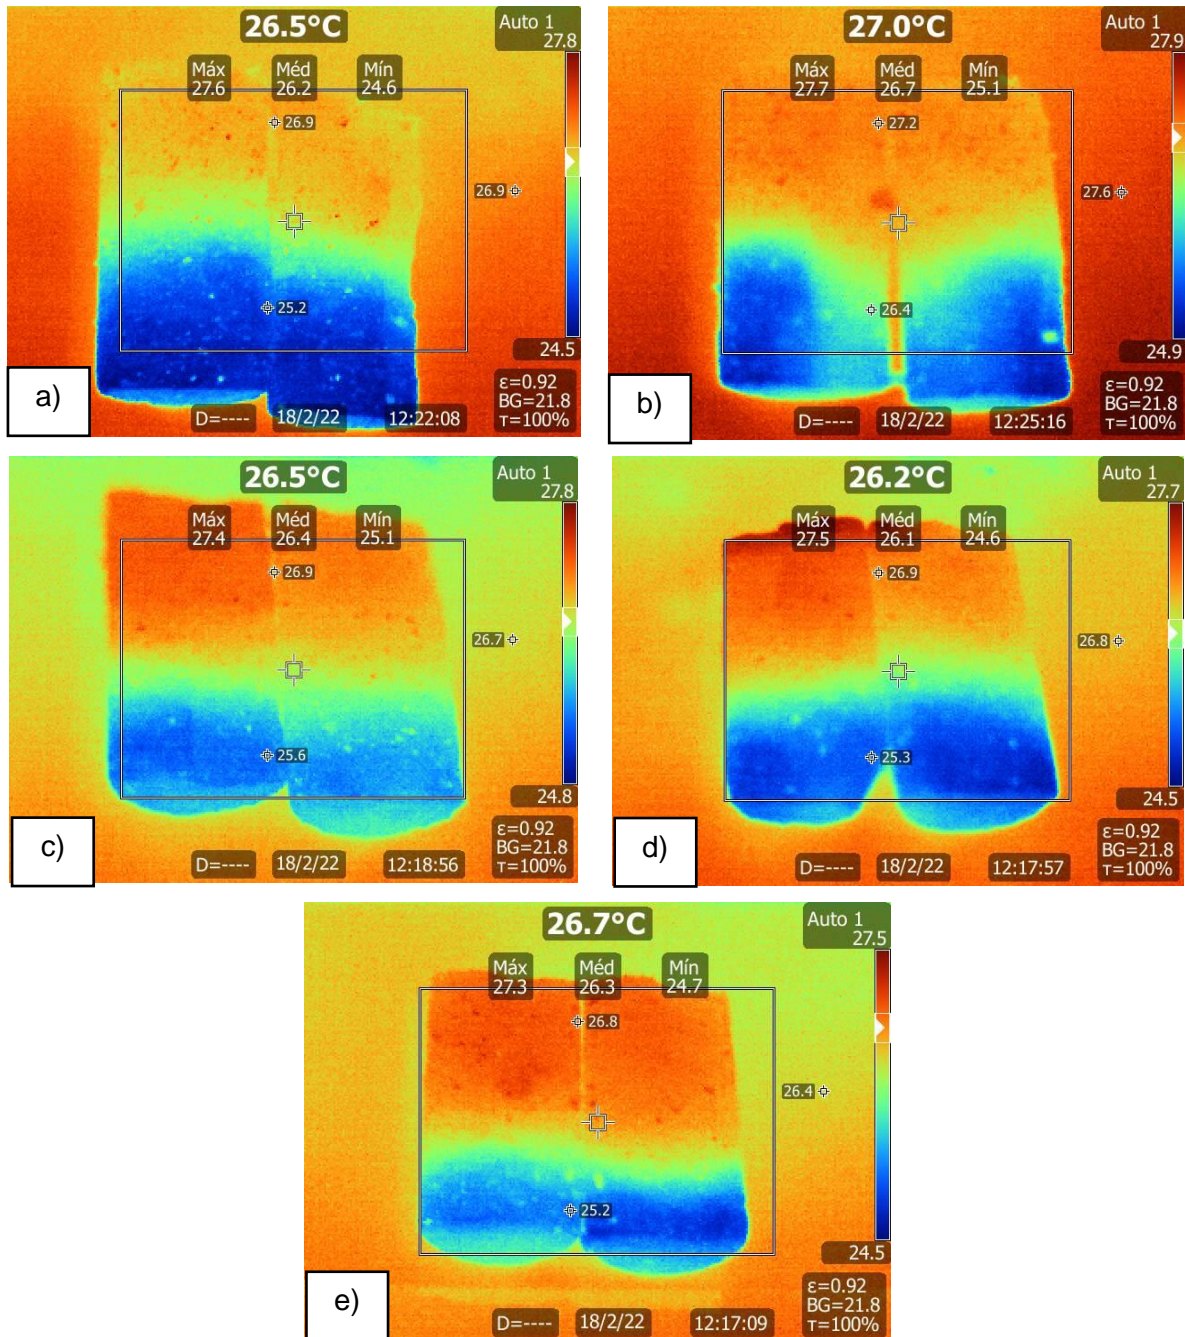 26.5°C
Auto 1
27.8
Máx
27.6
Méd
26.2
Mín
24.6
26.9
26.9
25.2
24.5
ε=0.92
BG=21.8
τ=100%
a)
D=----
18/2/22
12:22:08
27.0°C
Auto 1
27.9
Máx
27.7
Méd
26.7
Mín
25.1
27.2
27.6
26.4
24.9
ε=0.92
BG=21.8
τ=100%
b)
D=----
18/2/22
12:25:16
26.5°C
Auto 1
27.8
Máx
27.4
Méd
26.4
Mín
25.1
26.9
26.7
25.6
24.8
ε=0.92
BG=21.8
τ=100%
c)
D=----
18/2/22
12:18:56
26.2°C
Auto 1
27.7
Máx
27.5
Méd
26.1
Mín
24.6
26.9
26.8
25.3
24.5
ε=0.92
BG=21.8
τ=100%
d)
D=----
18/2/22
12:17:57
26.7°C
Auto 1
27.5
Máx
27.3
Méd
26.3
Mín
24.7
26.8
26.4
25.2
24.5
ε=0.92
BG=21.8
τ=100%
e)
D=----
18/2/22
12:17:09